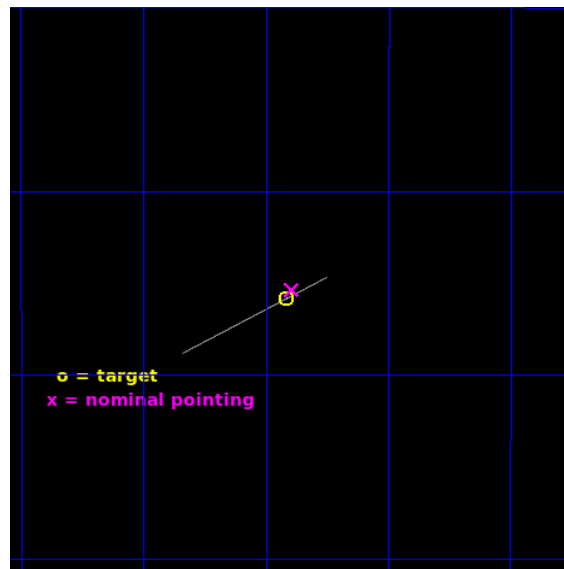 o = target
x = nominal pointing